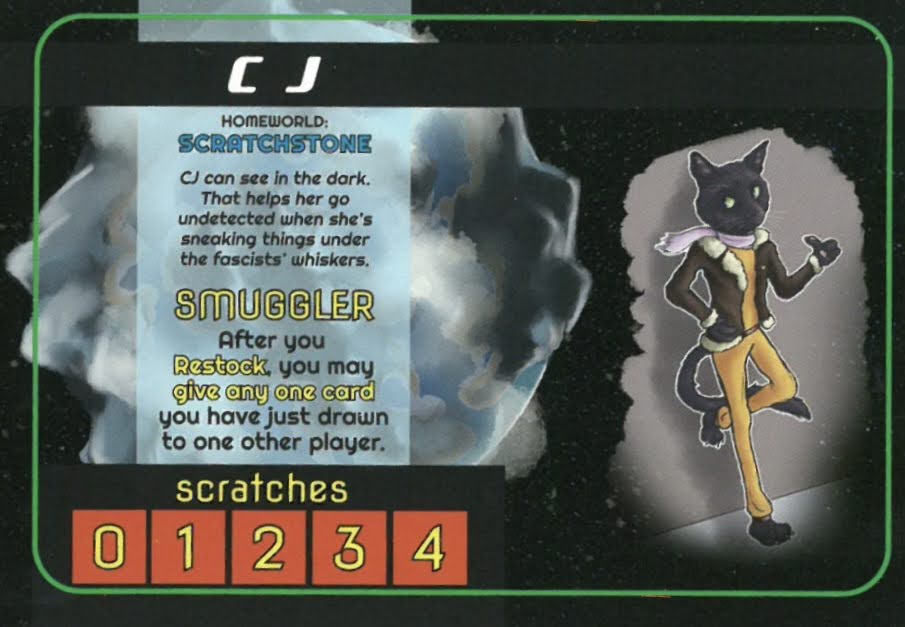 CJ
HOMEWORLD:
SCRATCHSTONE
CJ can see in the dark.
That helps her go
undetected when she's
sneaking things under
the fascists' whiskers.
SMUGGLER
After you
Restock, you may
give any one card
you have just drawn
to one other player.
scratches
0 1 2 3 4